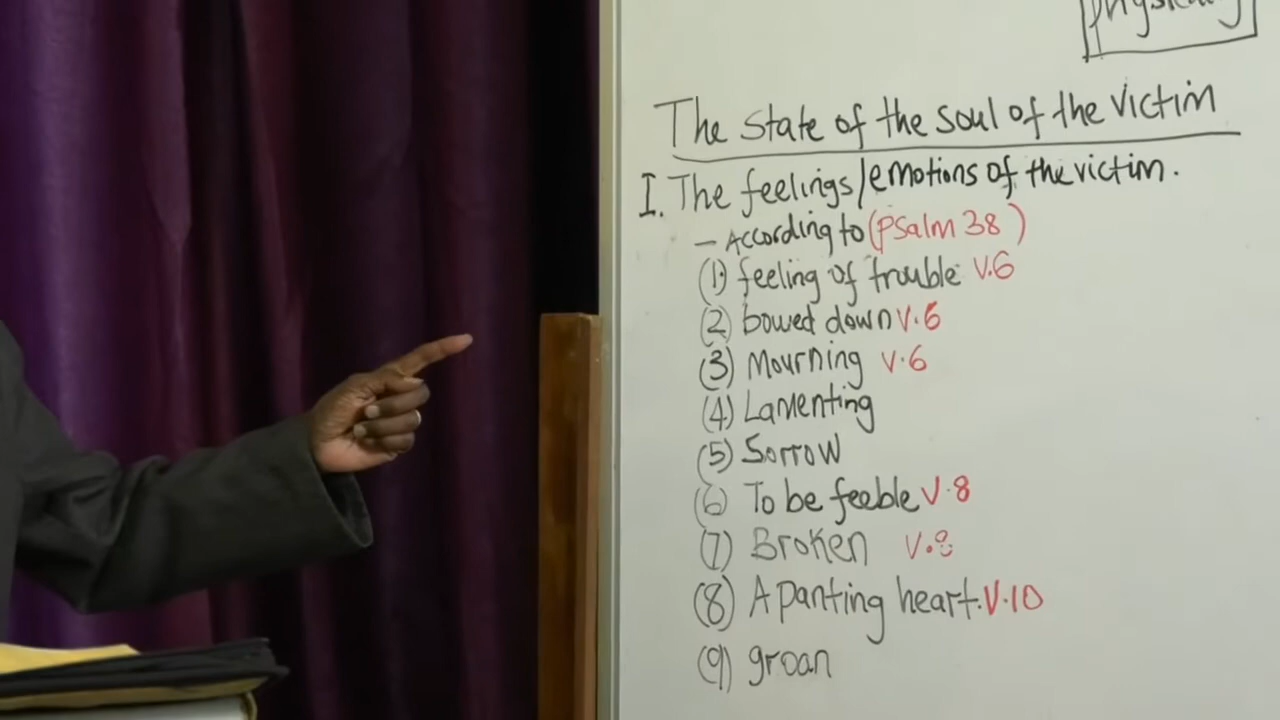 physically
The state of the soul of the victim
I. The feelings/emotions of the victim.
- According to (Psalm 38)
(1) feeling of trouble v.6
(2) bowed down v.6
(3) Mourning v.6
(4) Lamenting
(5) Sorrow
(6) To be feeble v.8
(7) Broken v.8
(8) A panting heart. v.10
(9) groan